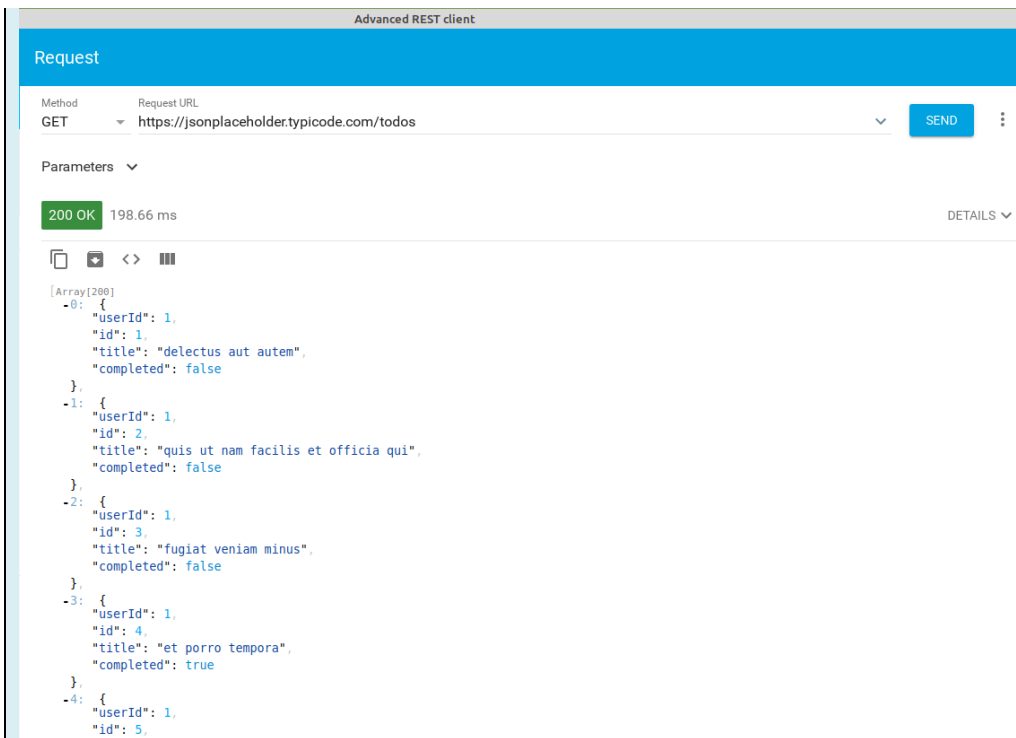 Advanced REST client
Request
Method Request URL
GET https://jsonplaceholder.typicode.com/todos SEND
Parameters
200 OK 198.66 ms DETAILS
[Array[200]
-0: {
"userId": 1,
"id": 1,
"title": "delectus aut autem",
"completed": false
},
-1: {
"userId": 1,
"id": 2,
"title": "quis ut nam facilis et officia qui",
"completed": false
},
-2: {
"userId": 1,
"id": 3,
"title": "fugiat veniam minus",
"completed": false
},
-3: {
"userId": 1,
"id": 4,
"title": "et porro tempora",
"completed": true
},
-4: {
"userId": 1,
"id": 5,